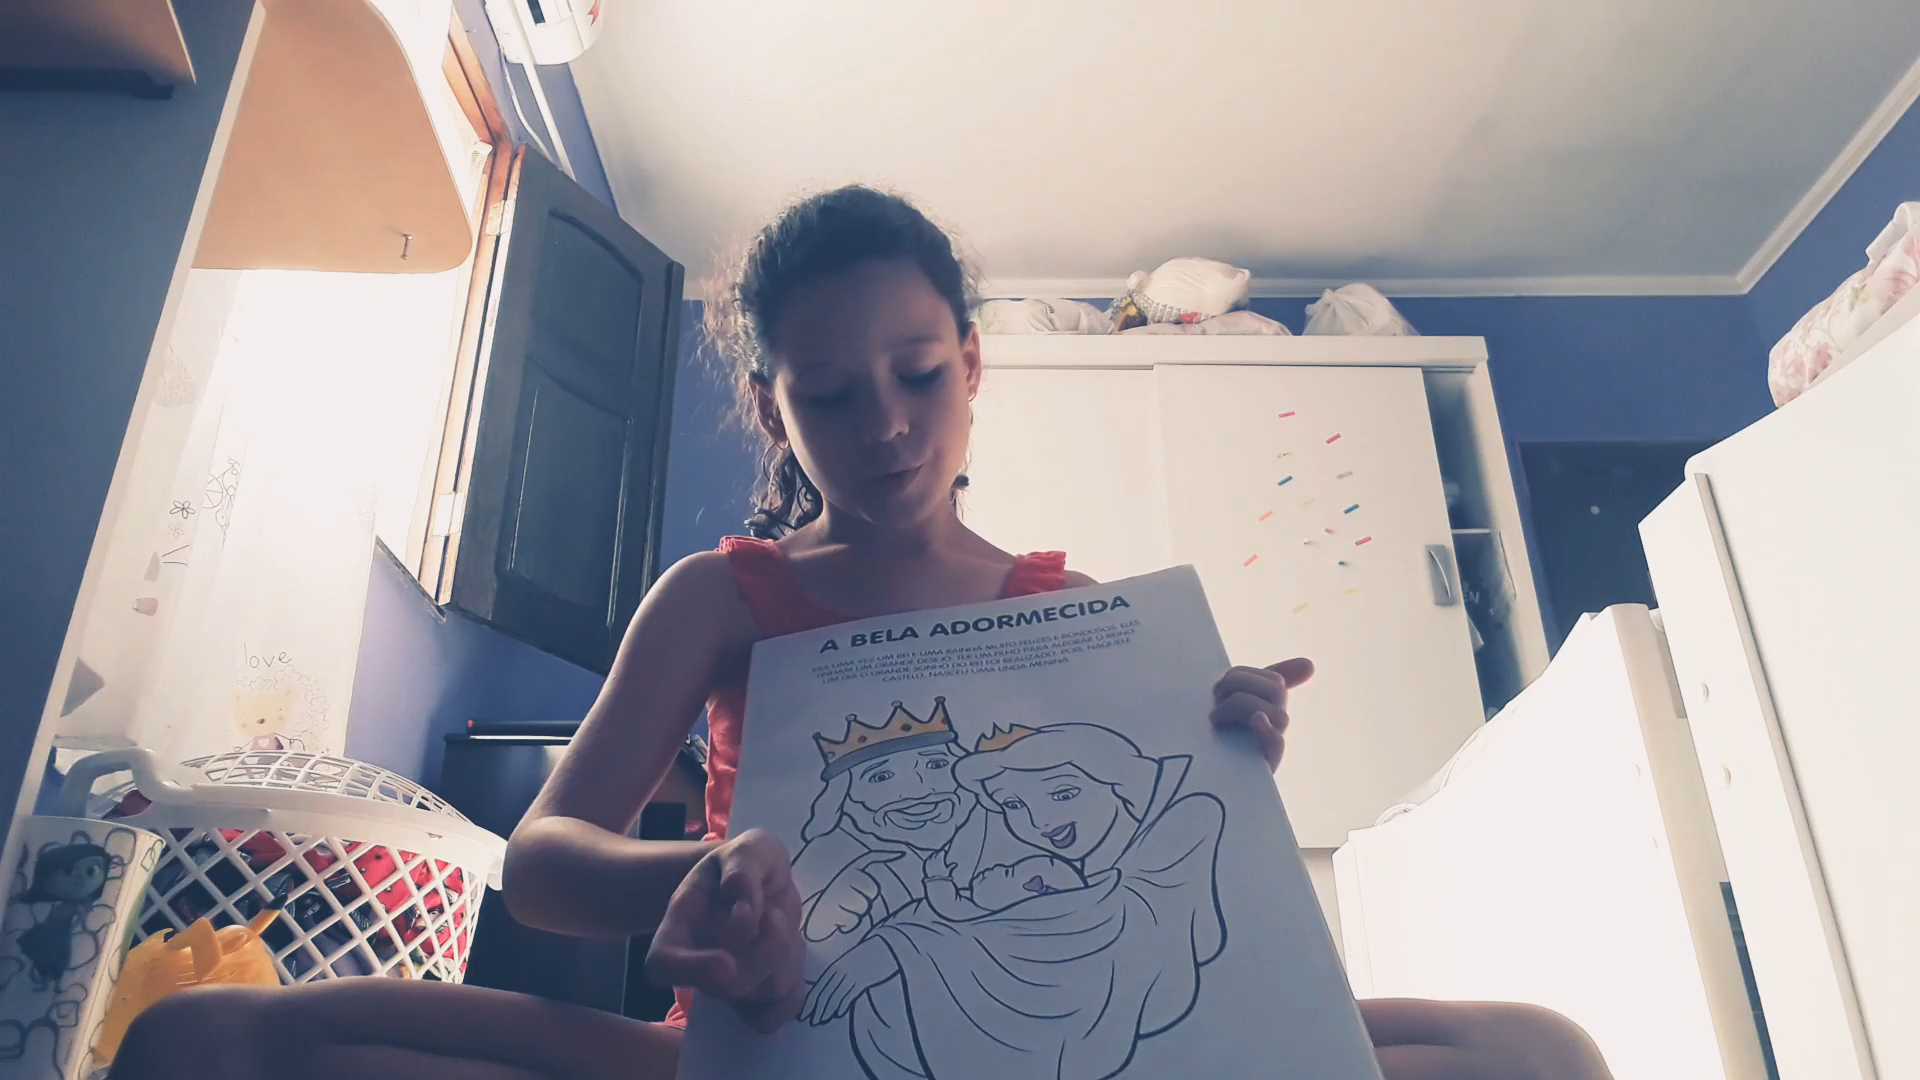 A BELA ADORMECIDA
ERA UMA VEZ UM REI E UMA RAINHA MUITO FELIZES E BONDOSOS. ELES
TINHAM UM GRANDE DESEJO: TER UM FILHO PARA ALEGRAR O REINO.
UM DIA O GRANDE SONHO DO REI FOI REALIZADO, POIS, NAQUELE
CASTELO, NASCEU UMA LINDA MENINA.
love